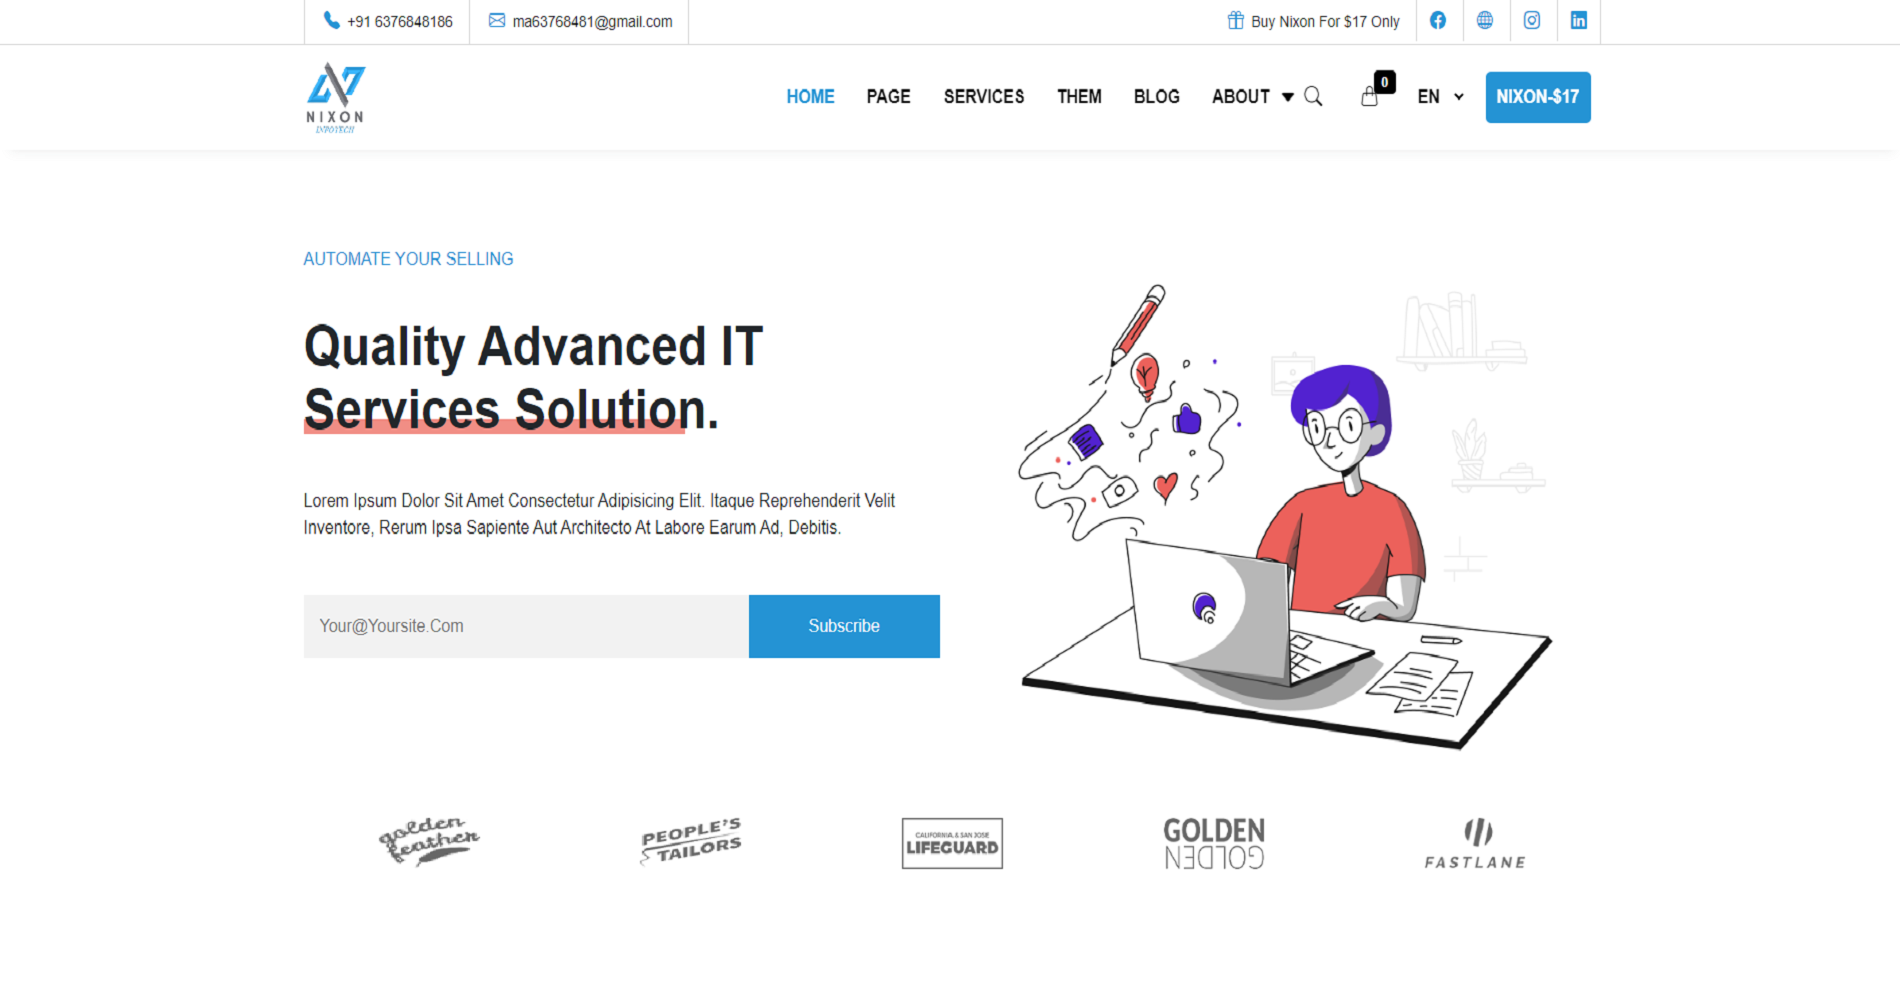 +91 6376848186
ma63768481@gmail.com
Buy Nixon For $17 Only
NIXON
INFOTECH
HOME PAGE SERVICES THEM BLOG ABOUT
0
EN
NIXON-$17
AUTOMATE YOUR SELLING
Quality Advanced IT
Services Solution.
Lorem Ipsum Dolor Sit Amet Consectetur Adipisicing Elit. Itaque Reprehenderit Velit
Inventore, Rerum Ipsa Sapiente Aut Architecto At Labore Earum Ad, Debitis.
Your@Yoursite.Com
Subscribe
golden
feather
PEOPLE'S
TAILORS
CALIFORNIA & SAN JOSE
LIFEGUARD
GOLDEN
GOLDEN
FASTLANE